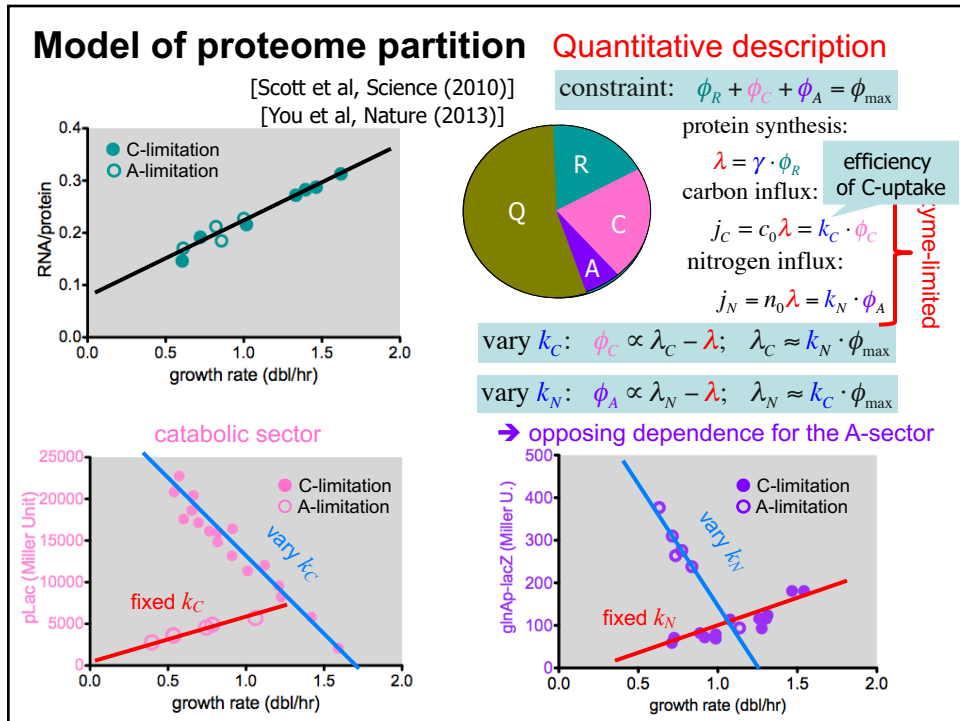 Model of proteome partition
Quantitative description
[Scott et al, Science (2010)]
[You et al, Nature (2013)]
constraint: ϕR + ϕC + ϕA = ϕmax
protein synthesis:
λ = γ · ϕR
carbon influx:
jC = c0λ = kC · ϕC
nitrogen influx:
jN = n0λ = kN · ϕA
efficiency
of C-uptake
yme-limited
Q
R
C
A
C-limitation
A-limitation
RNA/protein
0.4
0.3
0.2
0.1
0.0
0.0 0.5 1.0 1.5 2.0
growth rate (dbl/hr)
vary kC: ϕC ∝ λC − λ; λC ≈ kN · ϕmax
vary kN: ϕA ∝ λN − λ; λN ≈ kC · ϕmax
catabolic sector
➔ opposing dependence for the A-sector
pLac (Miller Unit)
25000
20000
15000
10000
5000
0
C-limitation
A-limitation
vary kC
fixed kC
0.0 0.5 1.0 1.5 2.0
growth rate (dbl/hr)
glnAp-lacZ (Miller U.)
500
400
300
200
100
0
C-limitation
A-limitation
vary kN
fixed kN
0.0 0.5 1.0 1.5 2.0
growth rate (dbl/hr)